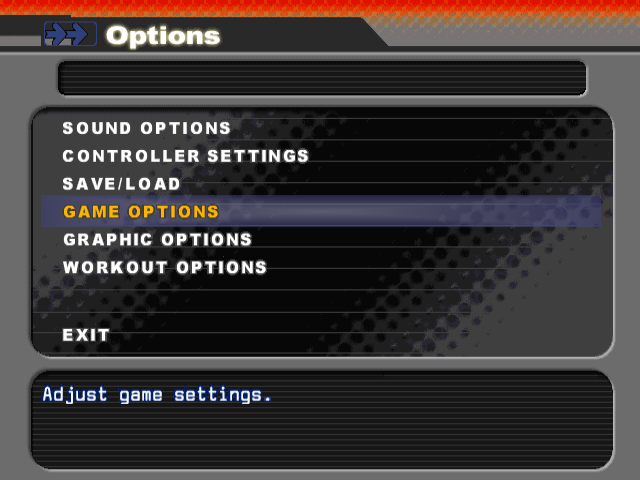 Options
SOUND OPTIONS
CONTROLLER SETTINGS
SAVE/LOAD
GAME OPTIONS
GRAPHIC OPTIONS
WORKOUT OPTIONS
EXIT
Adjust game settings.